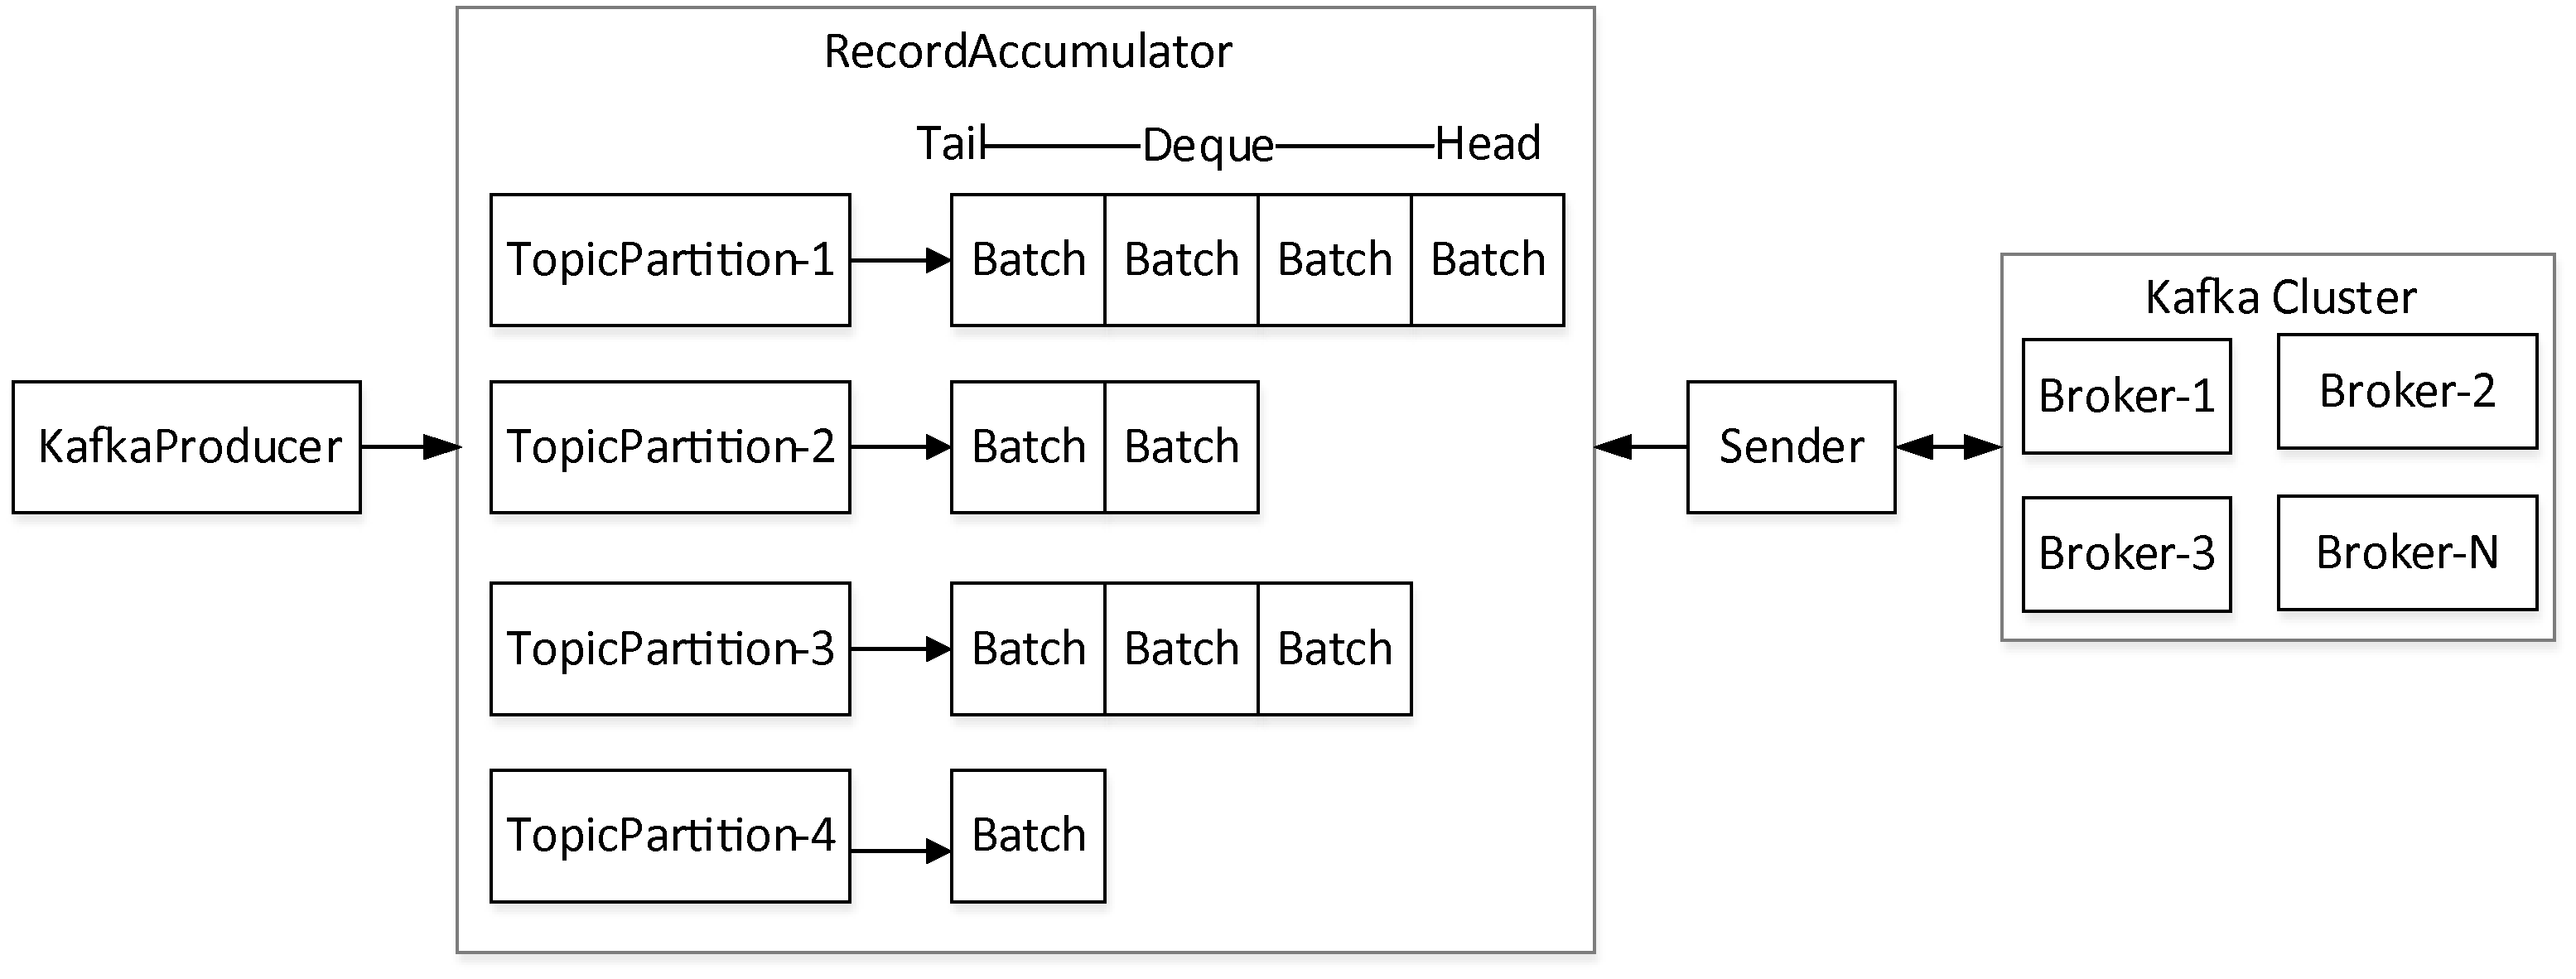 RecordAccumulator
Tail Deque Head
TopicPartition-1 Batch Batch Batch Batch
KafkaProducer
TopicPartition-2 Batch Batch
TopicPartition-3 Batch Batch Batch
TopicPartition-4 Batch
Sender
Kafka Cluster
Broker-1 Broker-2
Broker-3 Broker-N